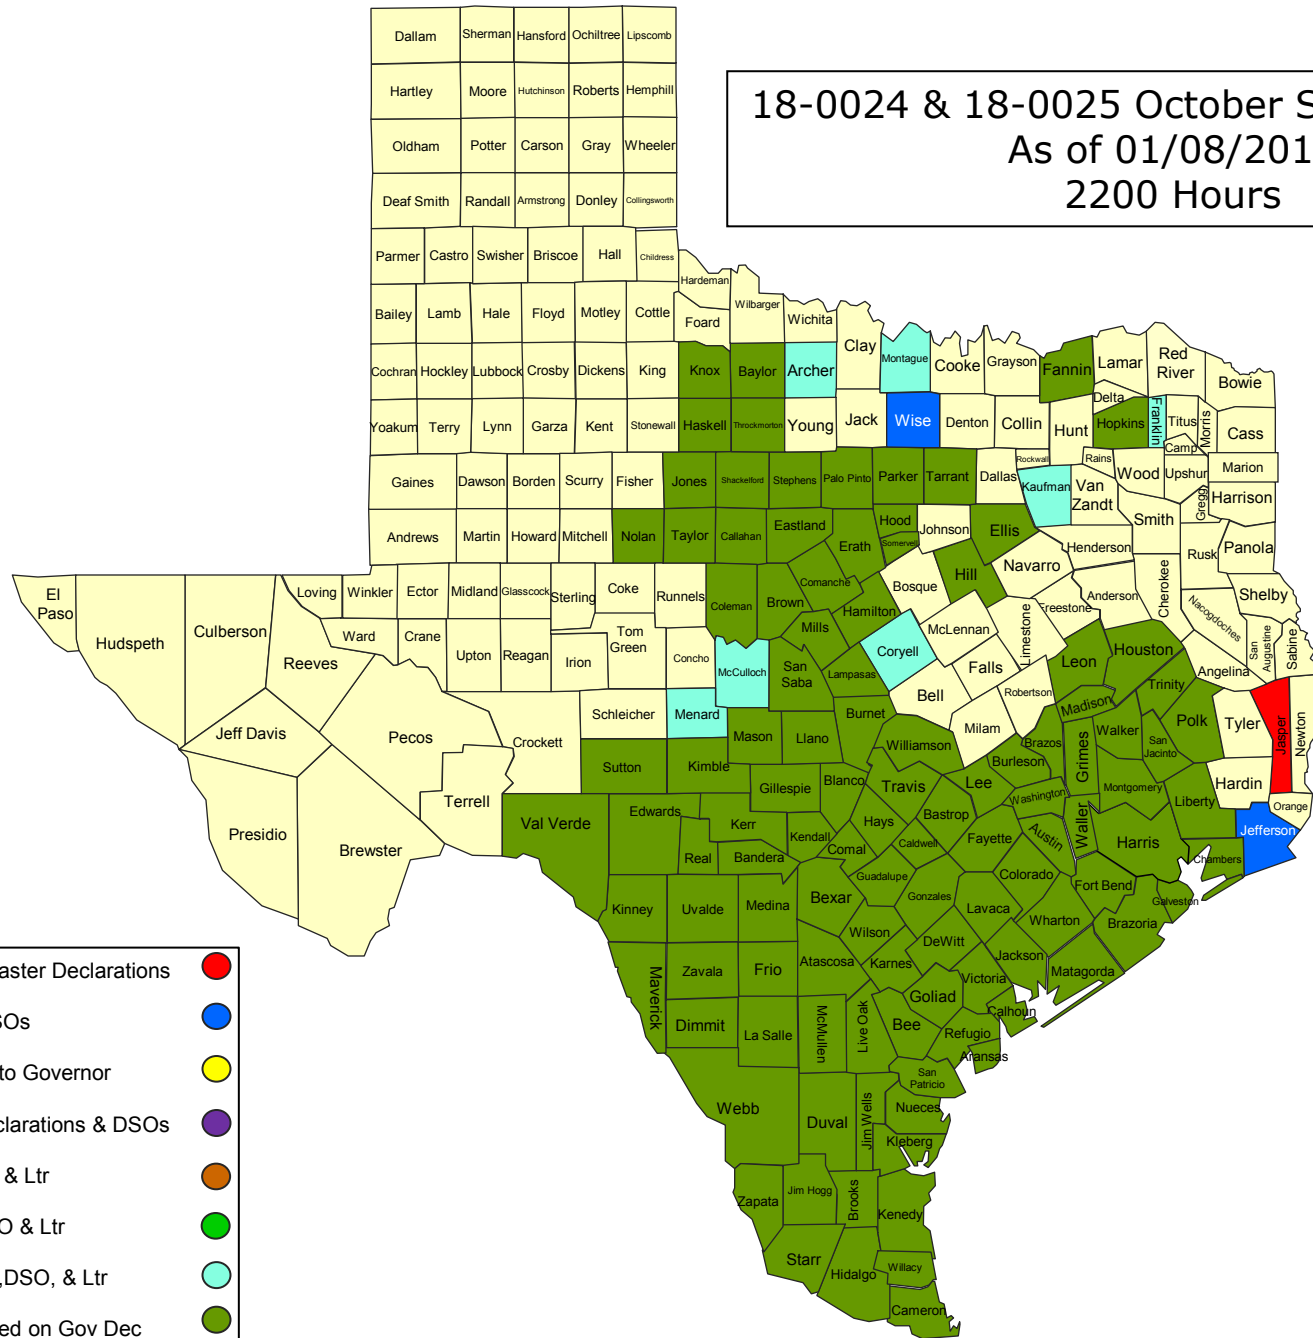 18-0024 & 18-0025 October S
As of 01/08/201
2200 Hours
Dallam Sherman Hansford Ochiltree Lipscomb
Hartley Moore Hutchinson Roberts Hemphill
Oldham Potter Carson Gray Wheeler
Deaf Smith Randall Armstrong Donley Collingsworth
Parmer Castro Swisher Briscoe Hall Childress
Hardeman
Wilbarger
Bailey Lamb Hale Floyd Motley Cottle Foard Wichita
Clay Montague Cooke Grayson Fannin Lamar Red River Bowie
Cochran Hockley Lubbock Crosby Dickens King Knox Baylor Archer
Delta
Yoakum Terry Lynn Garza Kent Stonewall Haskell Throckmorton Young Jack Wise Denton Collin Hunt Hopkins Franklin Titus Morris Cass
Camp
Rockwall Rains Wood Upshur Marion
Gaines Dawson Borden Scurry Fisher Jones Shackelford Stephens Palo Pinto Parker Tarrant Dallas Kaufman Van Zandt Gregg Harrison
Smith
Andrews Martin Howard Mitchell Nolan Taylor Callahan Eastland Erath Hood Somervell Johnson Ellis Henderson Rusk Panola
El Paso Hudspeth Culberson Loving Winkler Ector Midland Glasscock Sterling Coke Runnels Coleman Brown Comanche Bosque Hill Navarro Anderson Cherokee Shelby
Hamilton Freestone Nacogdoches
Reeves Ward Crane Upton Reagan Irion Tom Green Concho McCulloch San Saba Mills Lampasas Coryell McLennan Limestone Falls Leon Houston Angelina San Augustine Sabine
Jeff Davis Pecos Crockett Schleicher Menard Mason Llano Burnet Bell Milam Robertson Madison Trinity Polk Tyler Jasper Newton
Presidio Brewster Terrell Sutton Kimble Gillespie Blanco Williamson Travis Lee Burleson Brazos Grimes Walker San Jacinto Hardin
Washington Montgomery Liberty Orange
Val Verde Edwards Kerr Kendall Hays Bastrop Caldwell Fayette Austin Waller Harris Chambers Jefferson
Real Bandera Comal Guadalupe Gonzales Colorado Fort Bend Galveston
Kinney Uvalde Medina Bexar Wilson Lavaca Wharton Brazoria
Maverick Zavala Frio Atascosa Karnes DeWitt Jackson Matagorda
Victoria Goliad Calhoun
Dimmit La Salle McMullen Live Oak Bee Refugio Aransas
San Patricio
Webb Duval Jim Wells Nueces
Kleberg
Zapata Jim Hogg Brooks Kenedy
Starr Hidalgo Willacy
Cameron
aster Declarations
SOs
to Governor
clarations & DSOs
& Ltr
O & Ltr
,DSO, & Ltr
ed on Gov Dec